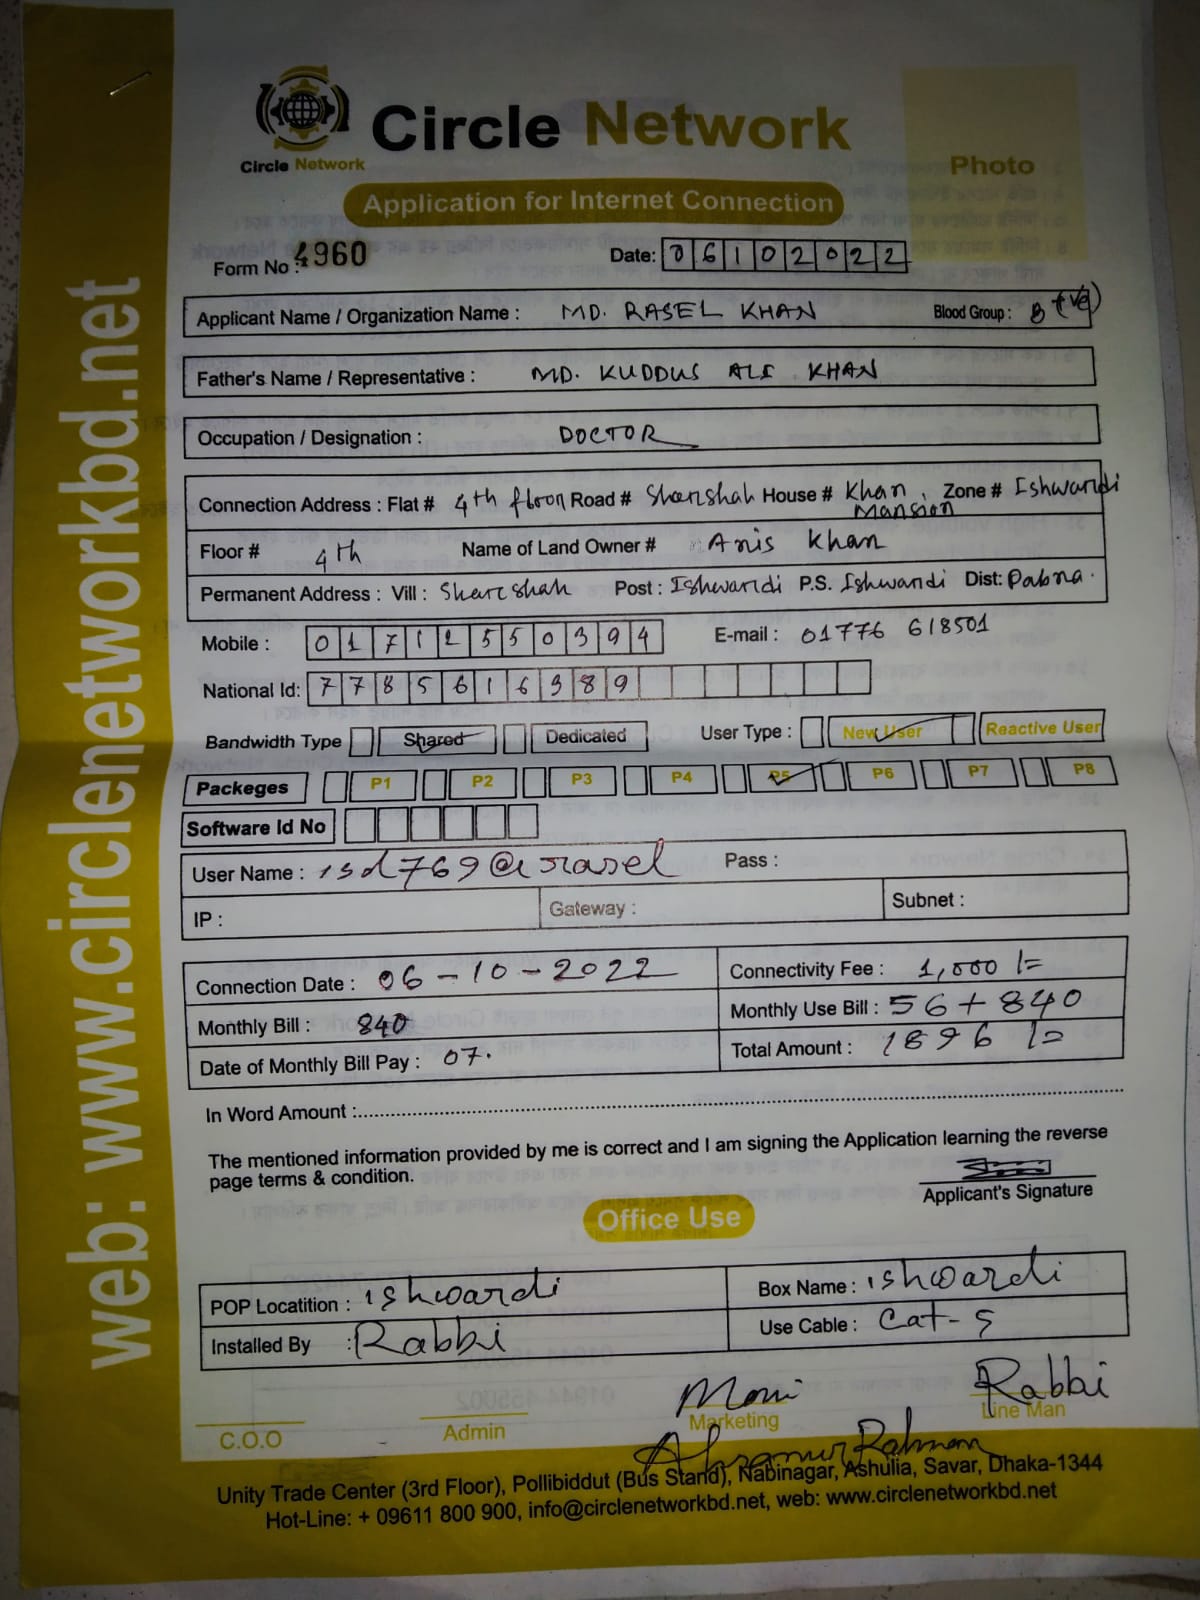 web: www.circlenetworkbd.net
Circle Network
Circle Network
Photo
Application for Internet Connection
Form No : 4960 Date: 06102022
Applicant Name / Organization Name : MD. RASEL KHAN Blood Group : B (+ve)
Father's Name / Representative : MD. KUDDUS ALI KHAN
Occupation / Designation : DOCTOR
Connection Address : Flat # 4th floor Road # Sharshah House # Khan Mansion, Zone # Ishwardi
Floor # 4th Name of Land Owner # Anis Khan
Permanent Address : Vill : Shareshah Post : Ishwardi P.S. Ishwardi Dist: Pabna.
Mobile : 01712550394 E-mail : 01776 618501
National Id: 7785616989
Bandwidth Type Shared Dedicated User Type : New User Reactive User
Packeges P1 P2 P3 P4 P5 P6 P7 P8
Software Id No
User Name : isd769@rasel Pass :
IP : Gateway : Subnet :
Connection Date : 06-10-2022 Connectivity Fee : 1,000/=
Monthly Bill : 840 Monthly Use Bill : 56+840
Date of Monthly Bill Pay : 07. Total Amount : 1896/=
In Word Amount :
The mentioned information provided by me is correct and I am signing the Application learning the reverse
page terms & condition.
Applicant's Signature
Office Use
POP Locatition : ishwardi Box Name : ishwardi
Installed By : Rabbi Use Cable : Cat-5
Moni Rabbi
C.O.O Admin Marketing Line Man
Rahman
Unity Trade Center (3rd Floor), Pollibiddut (Bus Stand), Nabinagar, Ashulia, Savar, Dhaka-1344
Hot-Line: + 09611 800 900, info@circlenetworkbd.net, web: www.circlenetworkbd.net